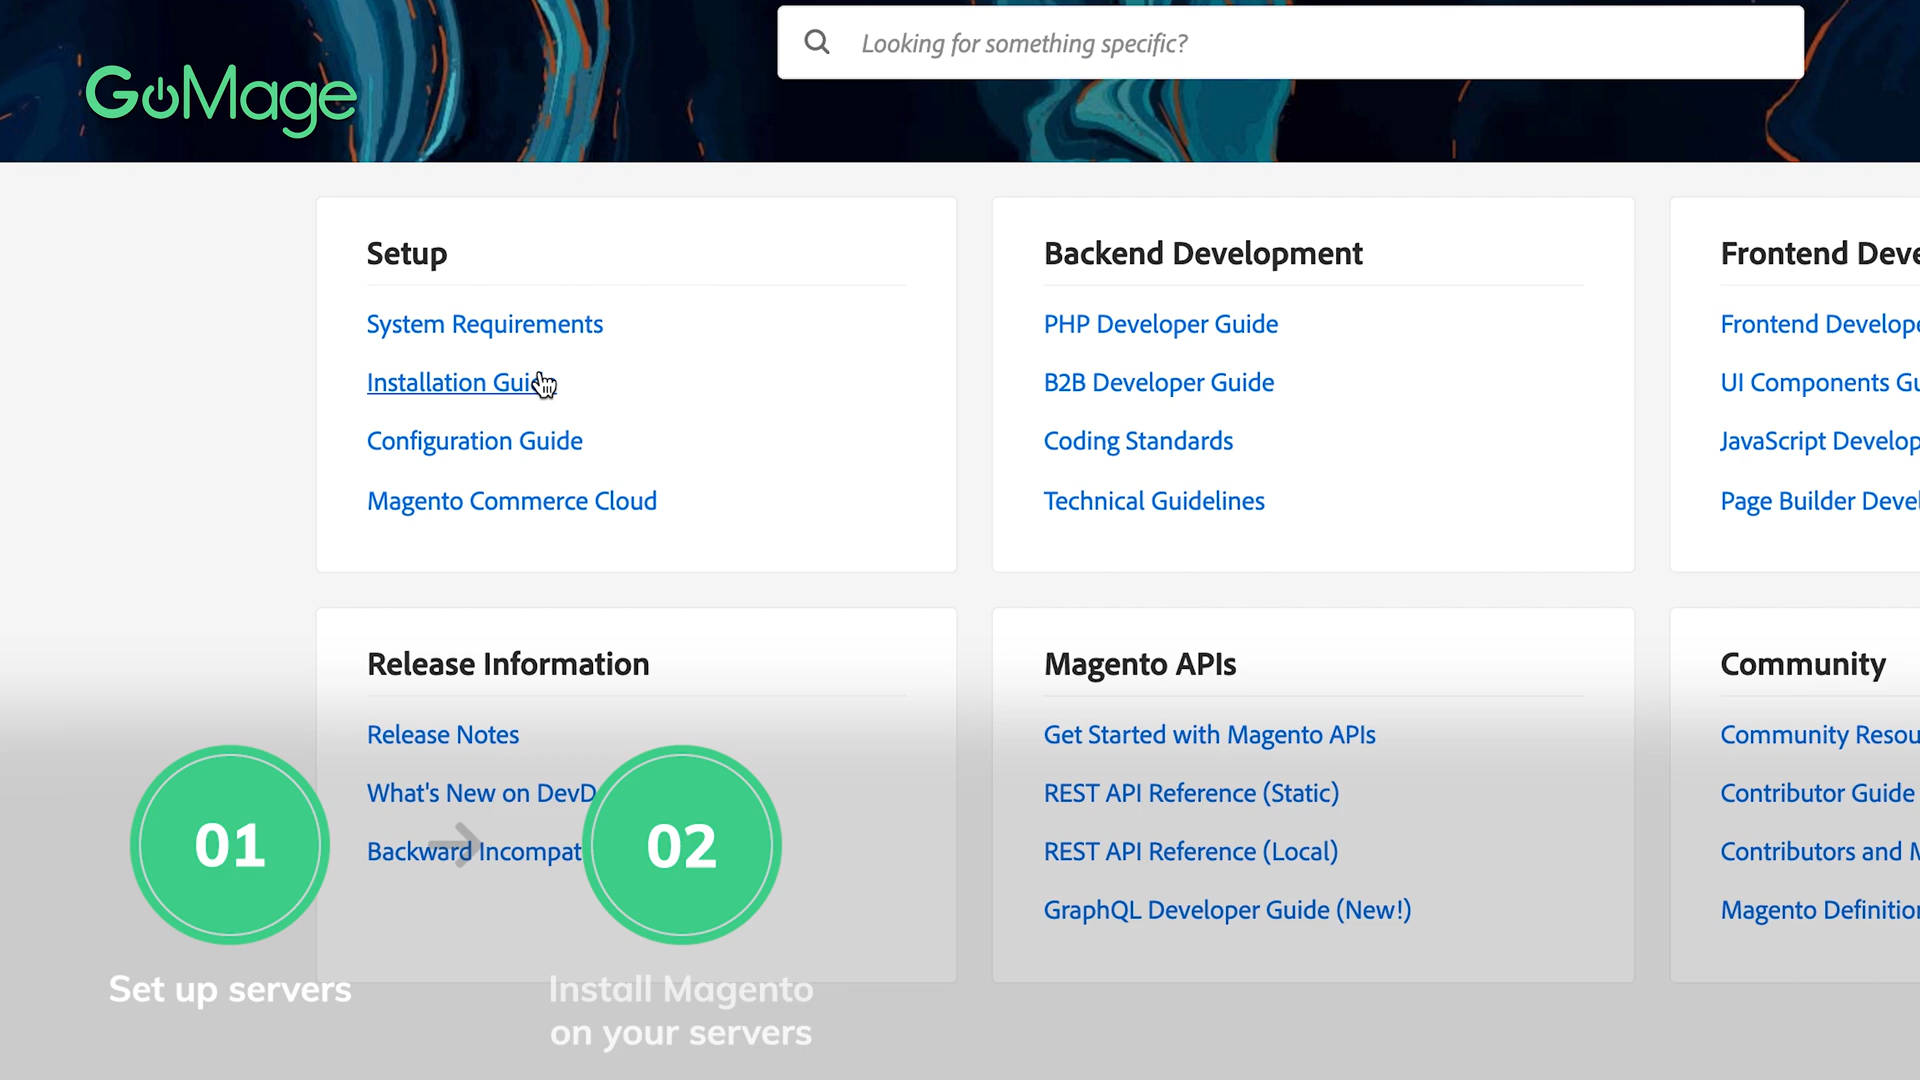 GoMage
Looking for something specific?
Setup
System Requirements
Installation Gui
Configuration Guide
Magento Commerce Cloud
Backend Development
PHP Developer Guide
B2B Developer Guide
Coding Standards
Technical Guidelines
Frontend Deve
Frontend Develope
UI Components Gu
JavaScript Develop
Page Builder Devel
Release Information
Release Notes
What's New on DevD
Backward Incompat
Magento APIs
Get Started with Magento APIs
REST API Reference (Static)
REST API Reference (Local)
GraphQL Developer Guide (New!)
Community
Community Resou
Contributor Guide
Contributors and M
Magento Definition
01
Set up servers
02
Install Magento
on your servers